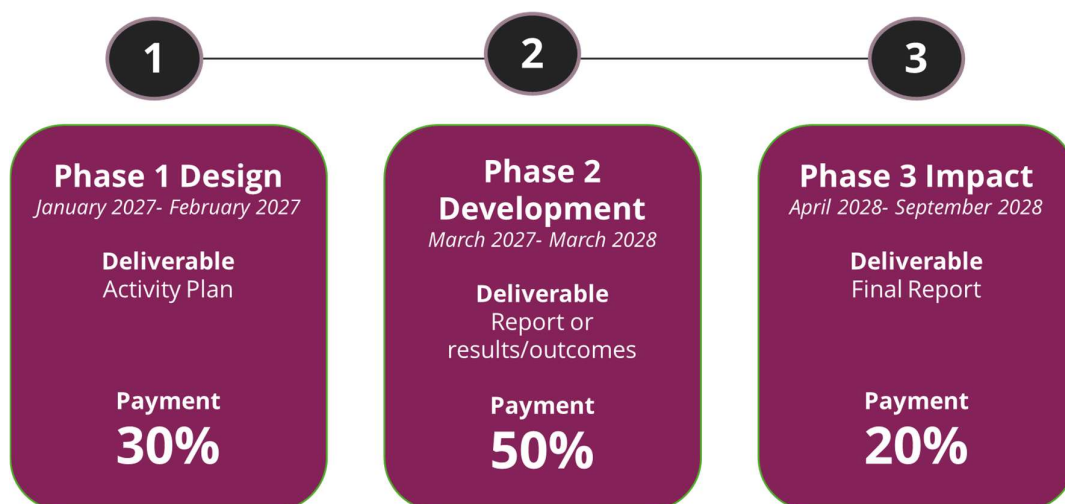 1
2
3
Phase 1 Design
January 2027- February 2027
Deliverable
Activity Plan
Payment
30%
Phase 2
Development
March 2027- March 2028
Deliverable
Report or
results/outcomes
Payment
50%
Phase 3 Impact
April 2028- September 2028
Deliverable
Final Report
Payment
20%